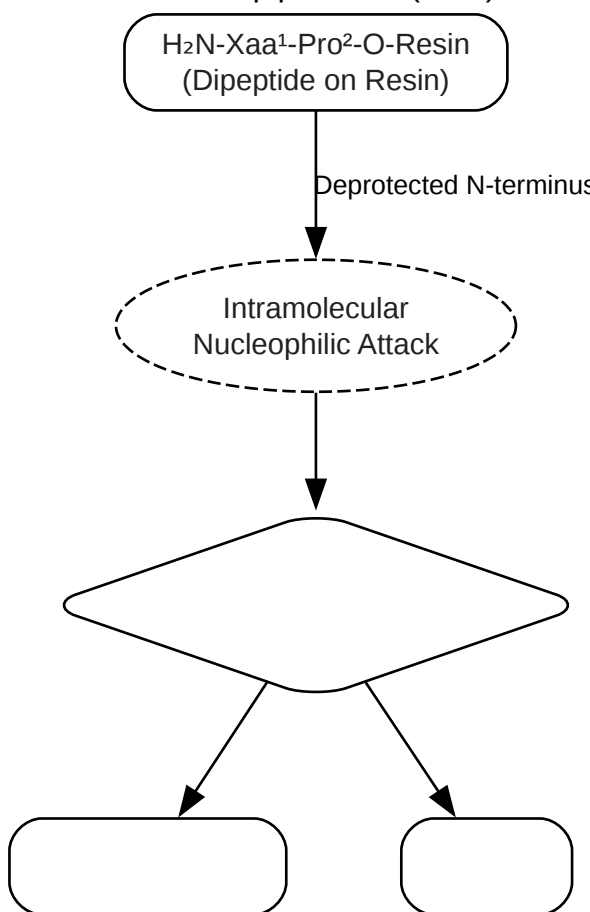 H₂N-Xaa¹-Pro²-O-Resin
(Dipeptide on Resin)
Deprotected N-terminus
Intramolecular
Nucleophilic Attack